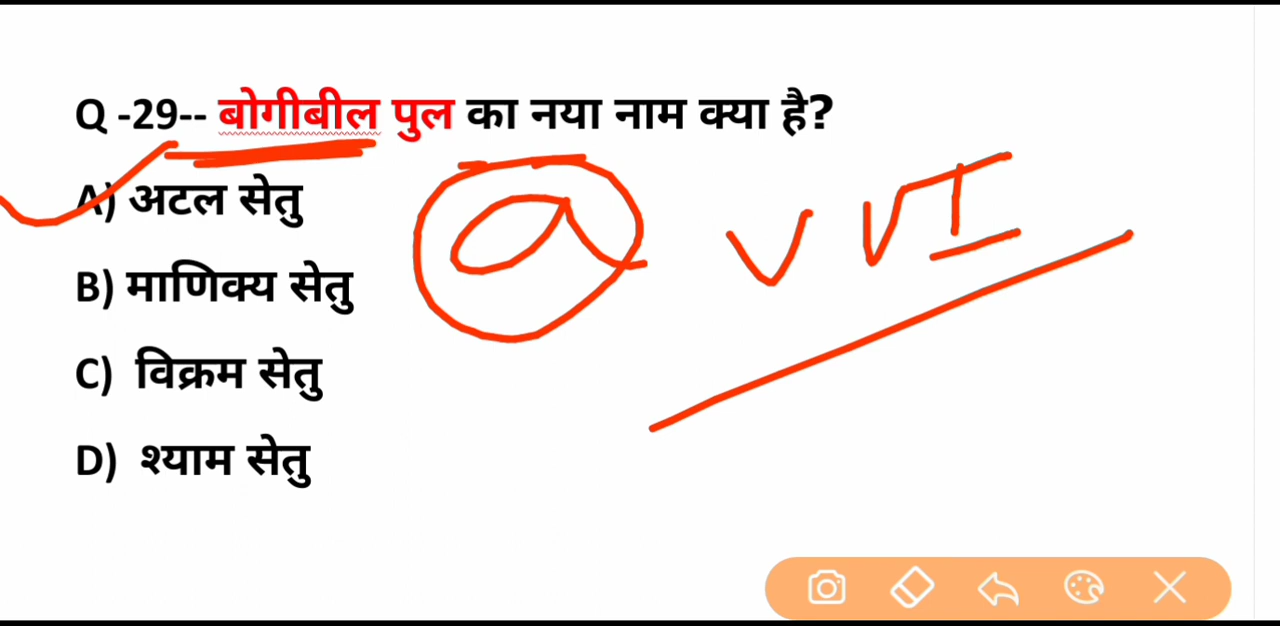 Q -29-- बोगीबील पुल का नया नाम क्या है?
A) अटल सेतु
a VVI
B) माणिक्य सेतु
C) विक्रम सेतु
D) श्याम सेतु